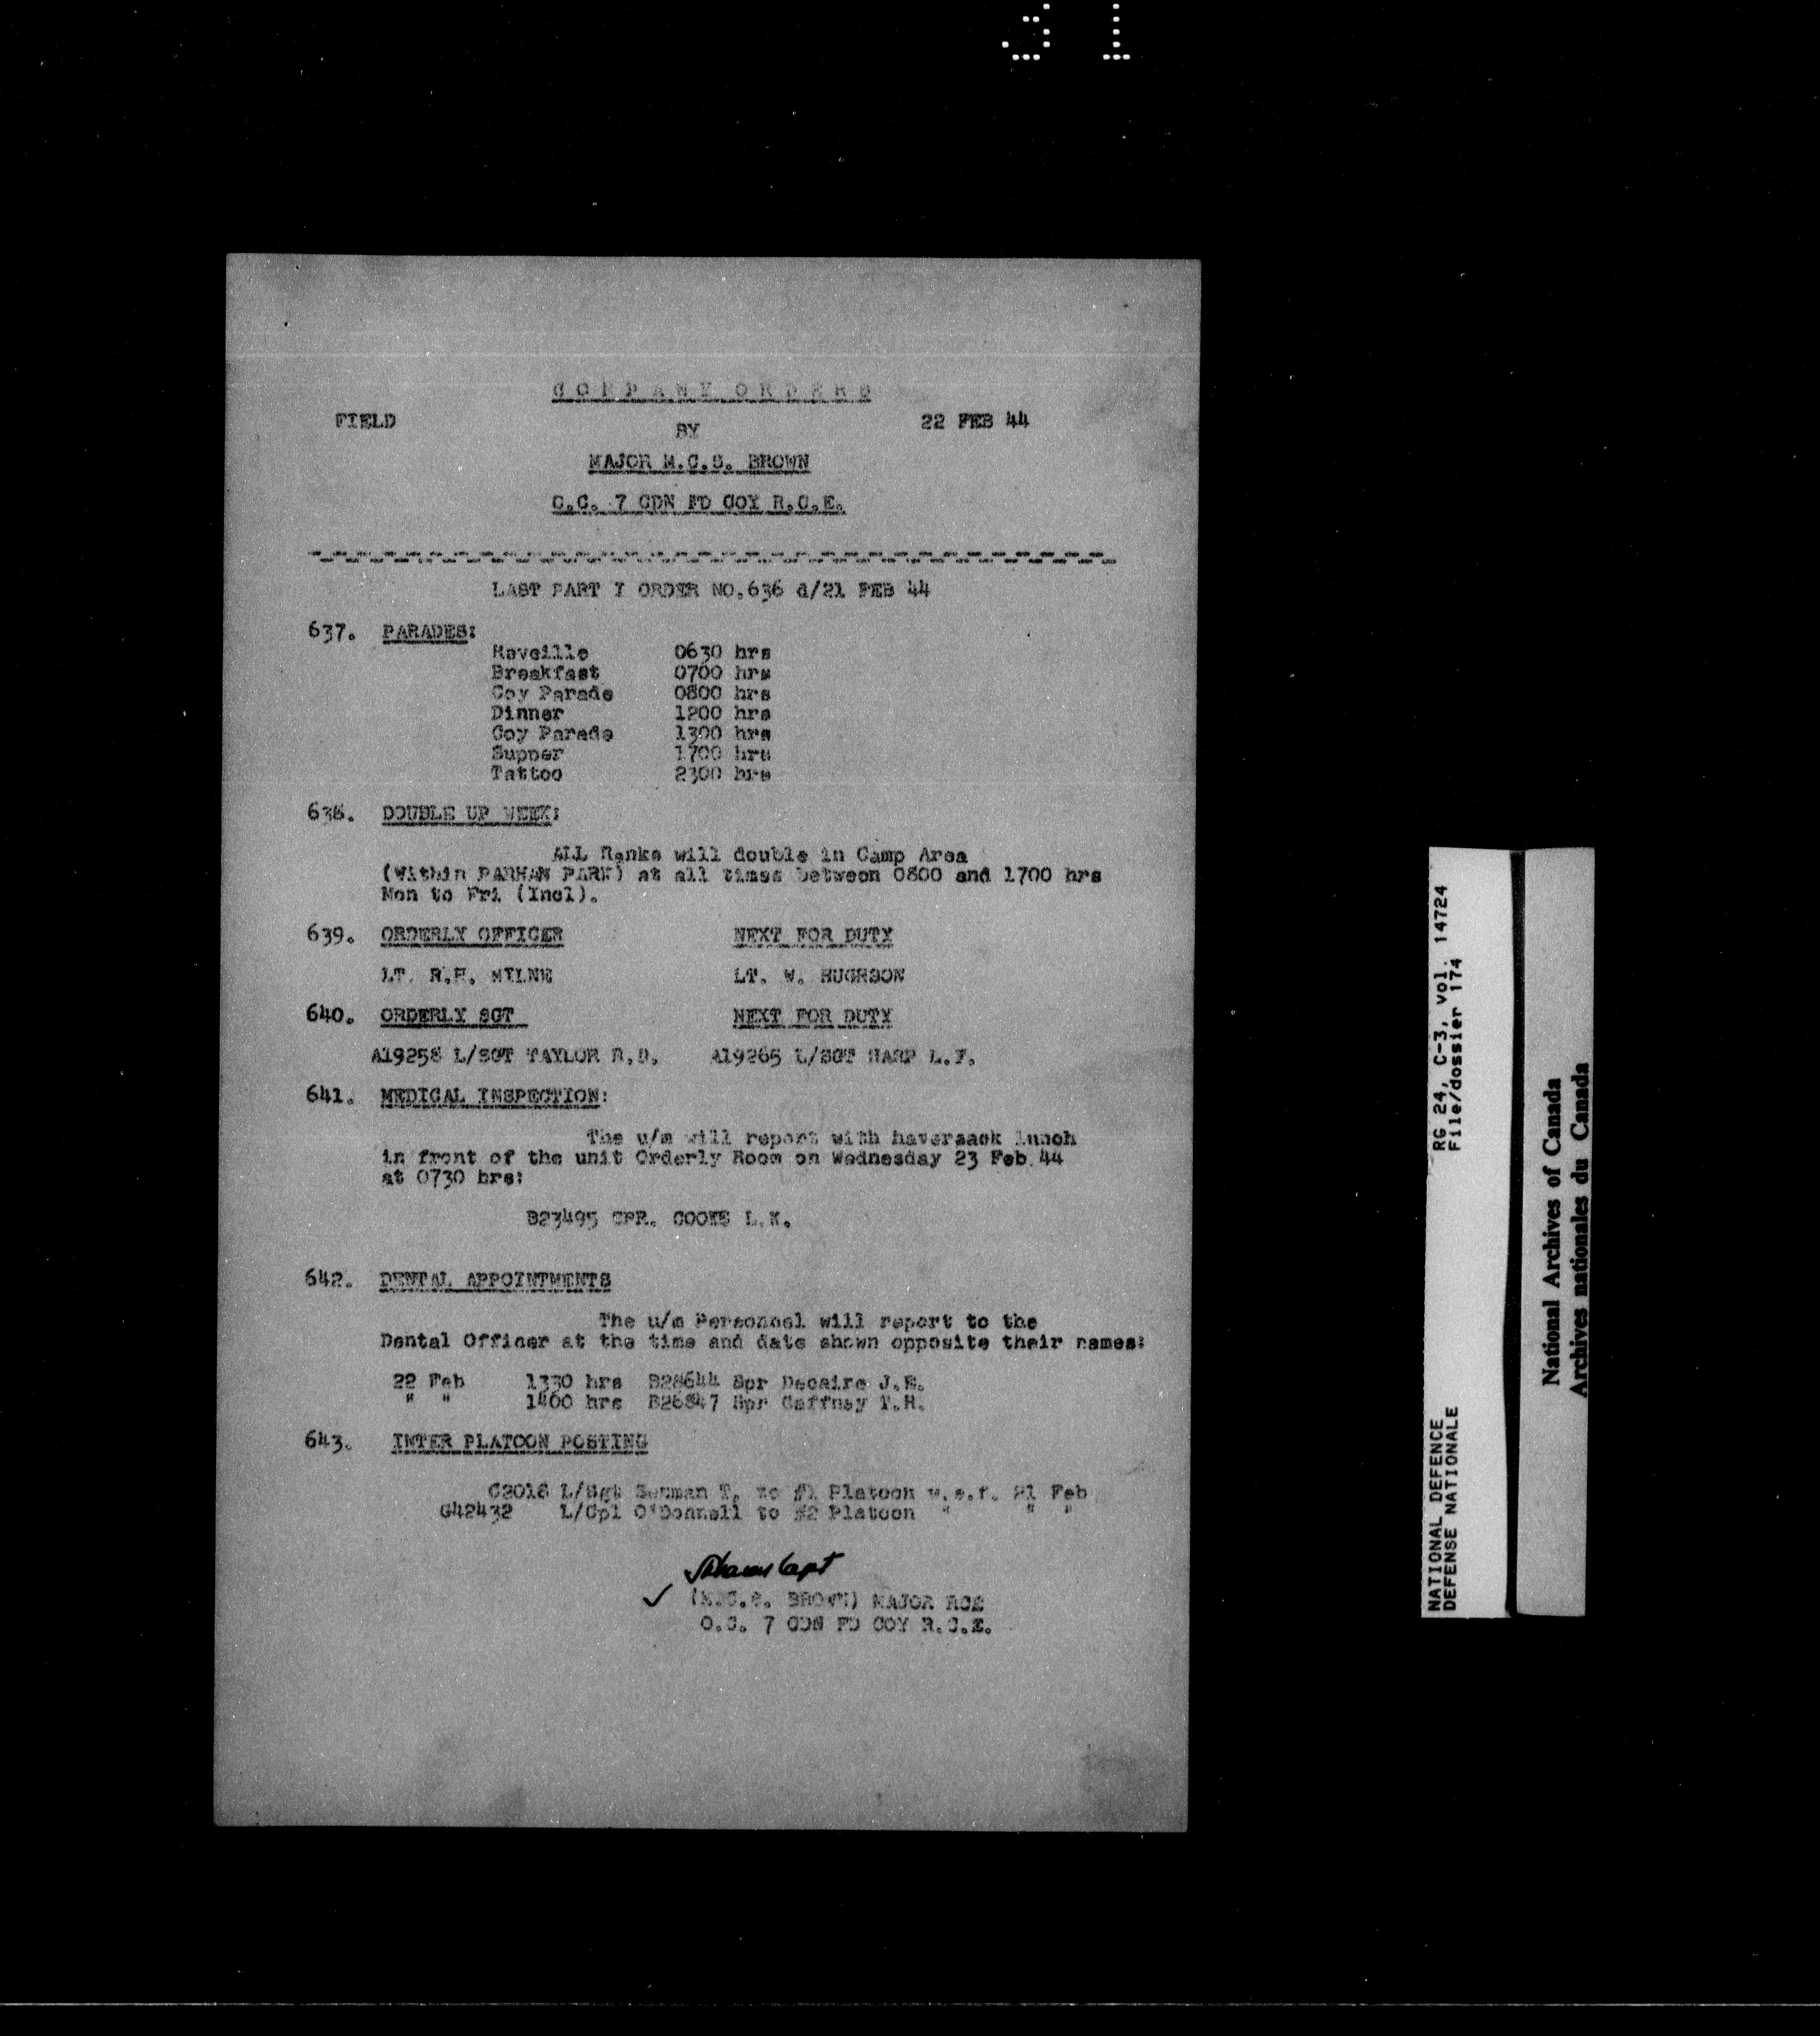 31
COMPANY ORDERS
FIELD 22 FEB 44
BY
MAJOR M.C.S. BROWN
O.C. 7 CDN FD COY R.C.E.
LAST PART I ORDER NO.636 d/21 FEB 44
637. PARADES:
Reveille 0630 hrs
Breakfast 0700 hrs
Coy Parade 0800 hrs
Dinner 1200 hrs
Coy Parade 1300 hrs
Supper 1700 hrs
Tattoo 2300 hrs
638. DOUBLE UP WEEK:
ALL Ranks will double in Camp Area
(Within PARHAM PARK) at all times between 0800 and 1700 hrs
Mon to Fri (Incl).
639. ORDERLY OFFICER NEXT FOR DUTY
LT. MILNE LT. W. HUGHSON
640. ORDERLY SGT NEXT FOR DUTY
A19258 L/SGT TAYLOR R.D. A19265 L/SGT HARP L.F.
641. MEDICAL INSPECTION:
The u/m will report with haversack lunch
in front of the unit Orderly Room on Wednesday 23 Feb 44
at 0730 hrs:
B23495 SPR. COOKE L.K.
642. DENTAL APPOINTMENTS
The u/m Personnel will report to the
Dental Officer at the time and date shown opposite their names:
22 Feb 1330 hrs B28644 Spr Decaire J.E.
" " 1400 hrs B26847 Spr Gaffney T.H.
643. INTER PLATOON POSTING
C2018 L/Sgt T. to #1 Platoon w.e.f. 21 Feb
G42432 L/Cpl O'Donnell to #2 Platoon " " "
Capt
(M.C.S. BROWN) MAJOR RCE
O.C. 7 CDN FD COY R.C.E.
NATIONAL DEFENCE RG 24, C-3, vol. 14724
DEFENSE NATIONALE File/dossier 174
National Archives of Canada
Archives nationales du Canada